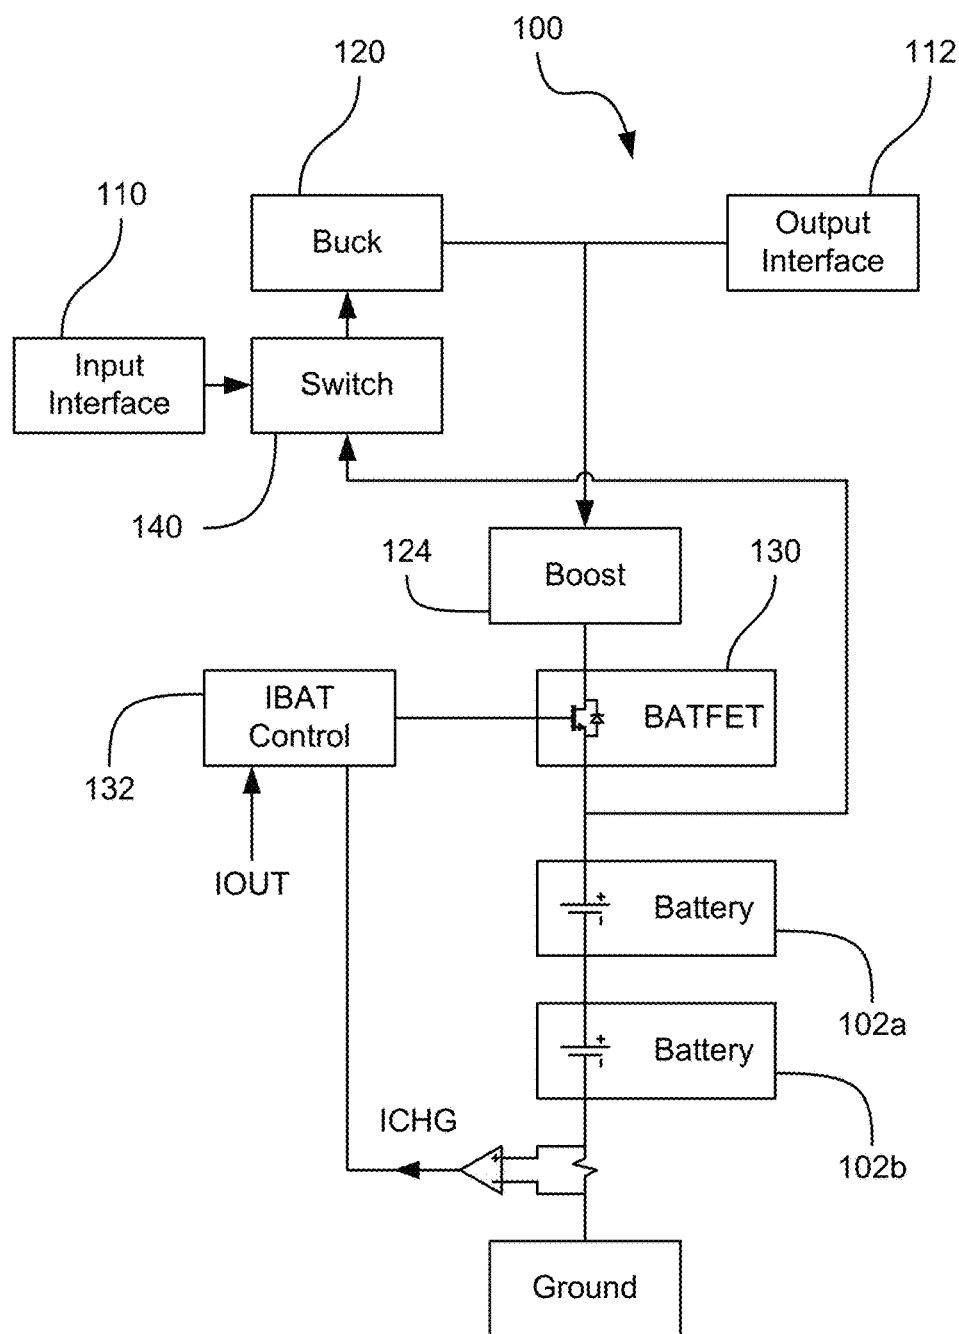 100
120
112
110
Buck
Output
Interface
Input
Interface
Switch
140
124
130
Boost
IBAT
Control
BATFET
132
IOUT
+
Battery
-
102a
+
Battery
-
ICHG
102b
+
-
Ground